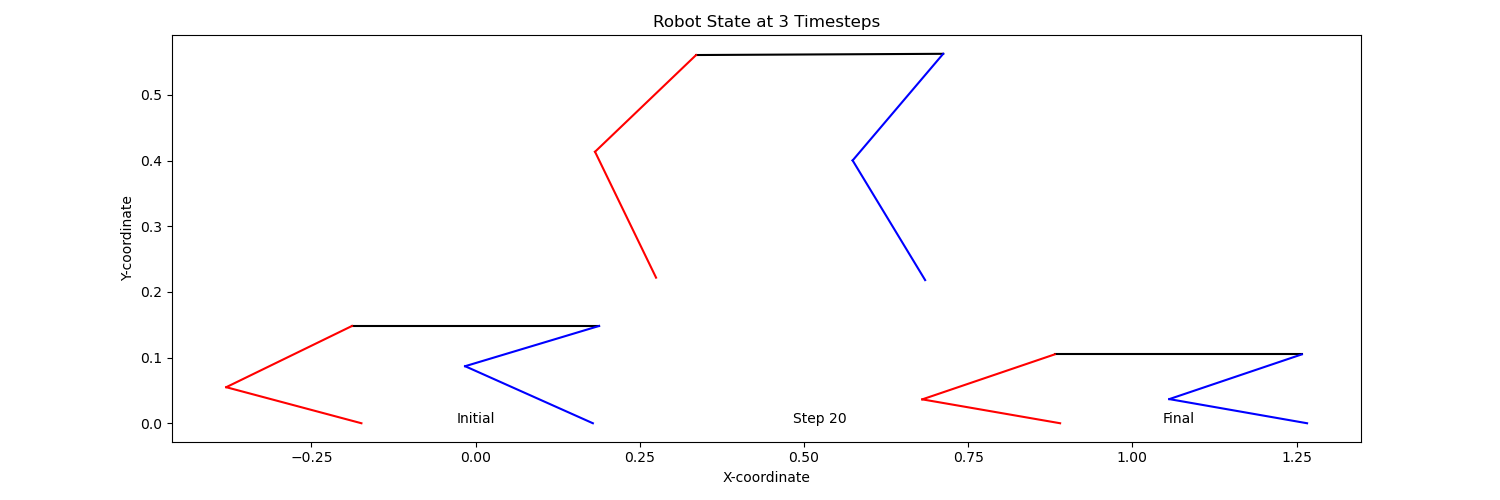 Robot State at 3 Timesteps
Y-coordinate
0.5
0.4
0.3
0.2
0.1
0.0
Initial
Step 20
Final
−0.25 0.00 0.25 0.50 0.75 1.00 1.25
X-coordinate